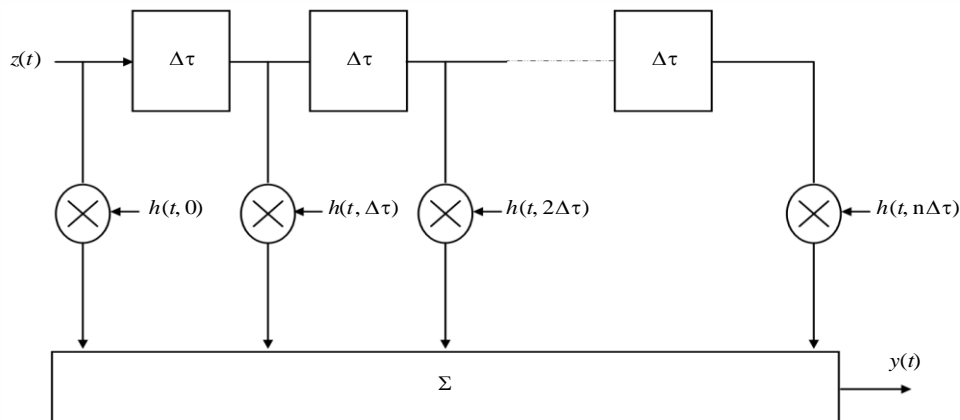 z(t)
Δτ
Δτ
Δτ
h(t, 0)
h(t, Δτ)
h(t, 2Δτ)
h(t, nΔτ)
Σ
y(t)